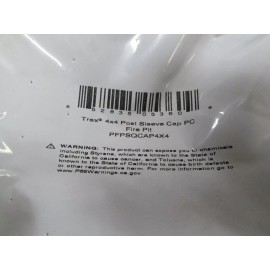 Trex® 4x4 Post Sleeve Cap PC
Fire Pit
PFPSQCAP4X4
⚠ WARNING: This product can expose you to chemicals
including Styrene, which is known to the State of
California to cause cancer, and Toluene, which is
known to the State of California to cause birth defects
or other reproductive harm. For more information go to
www.P65Warnings.ca.gov.